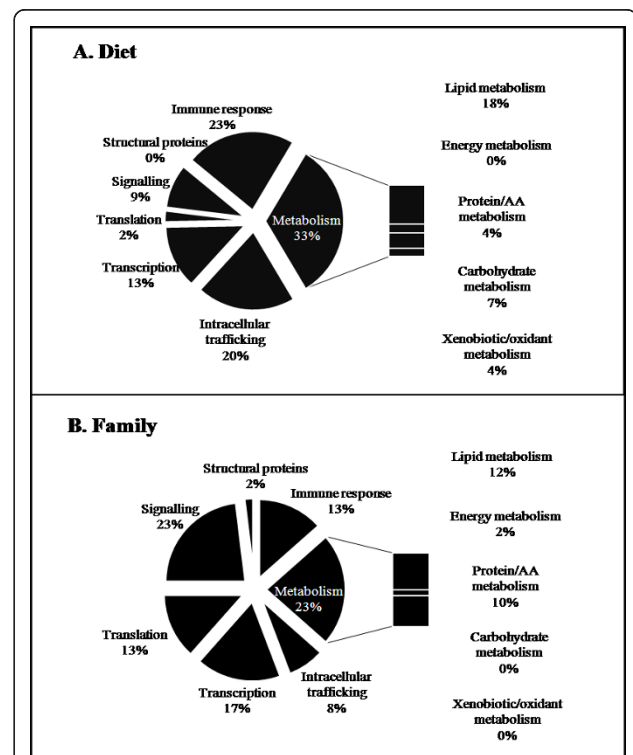 A. Diet
Immune response
23%
Structural proteins
0%
Signalling
9%
Translation
2%
Transcription
13%
Intracellular
trafficking
20%
Metabolism
33%
Lipid metabolism
18%
Energy metabolism
0%
Protein/AA
metabolism
4%
Carbohydrate
metabolism
7%
Xenobiotic/oxidant
metabolism
4%
B. Family
Structural proteins
2%
Immune response
13%
Signalling
23%
Metabolism
23%
Translation
13%
Transcription
17%
Intracellular
trafficking
8%
Lipid metabolism
12%
Energy metabolism
2%
Protein/AA
metabolism
10%
Carbohydrate
metabolism
0%
Xenobiotic/oxidant
metabolism
0%